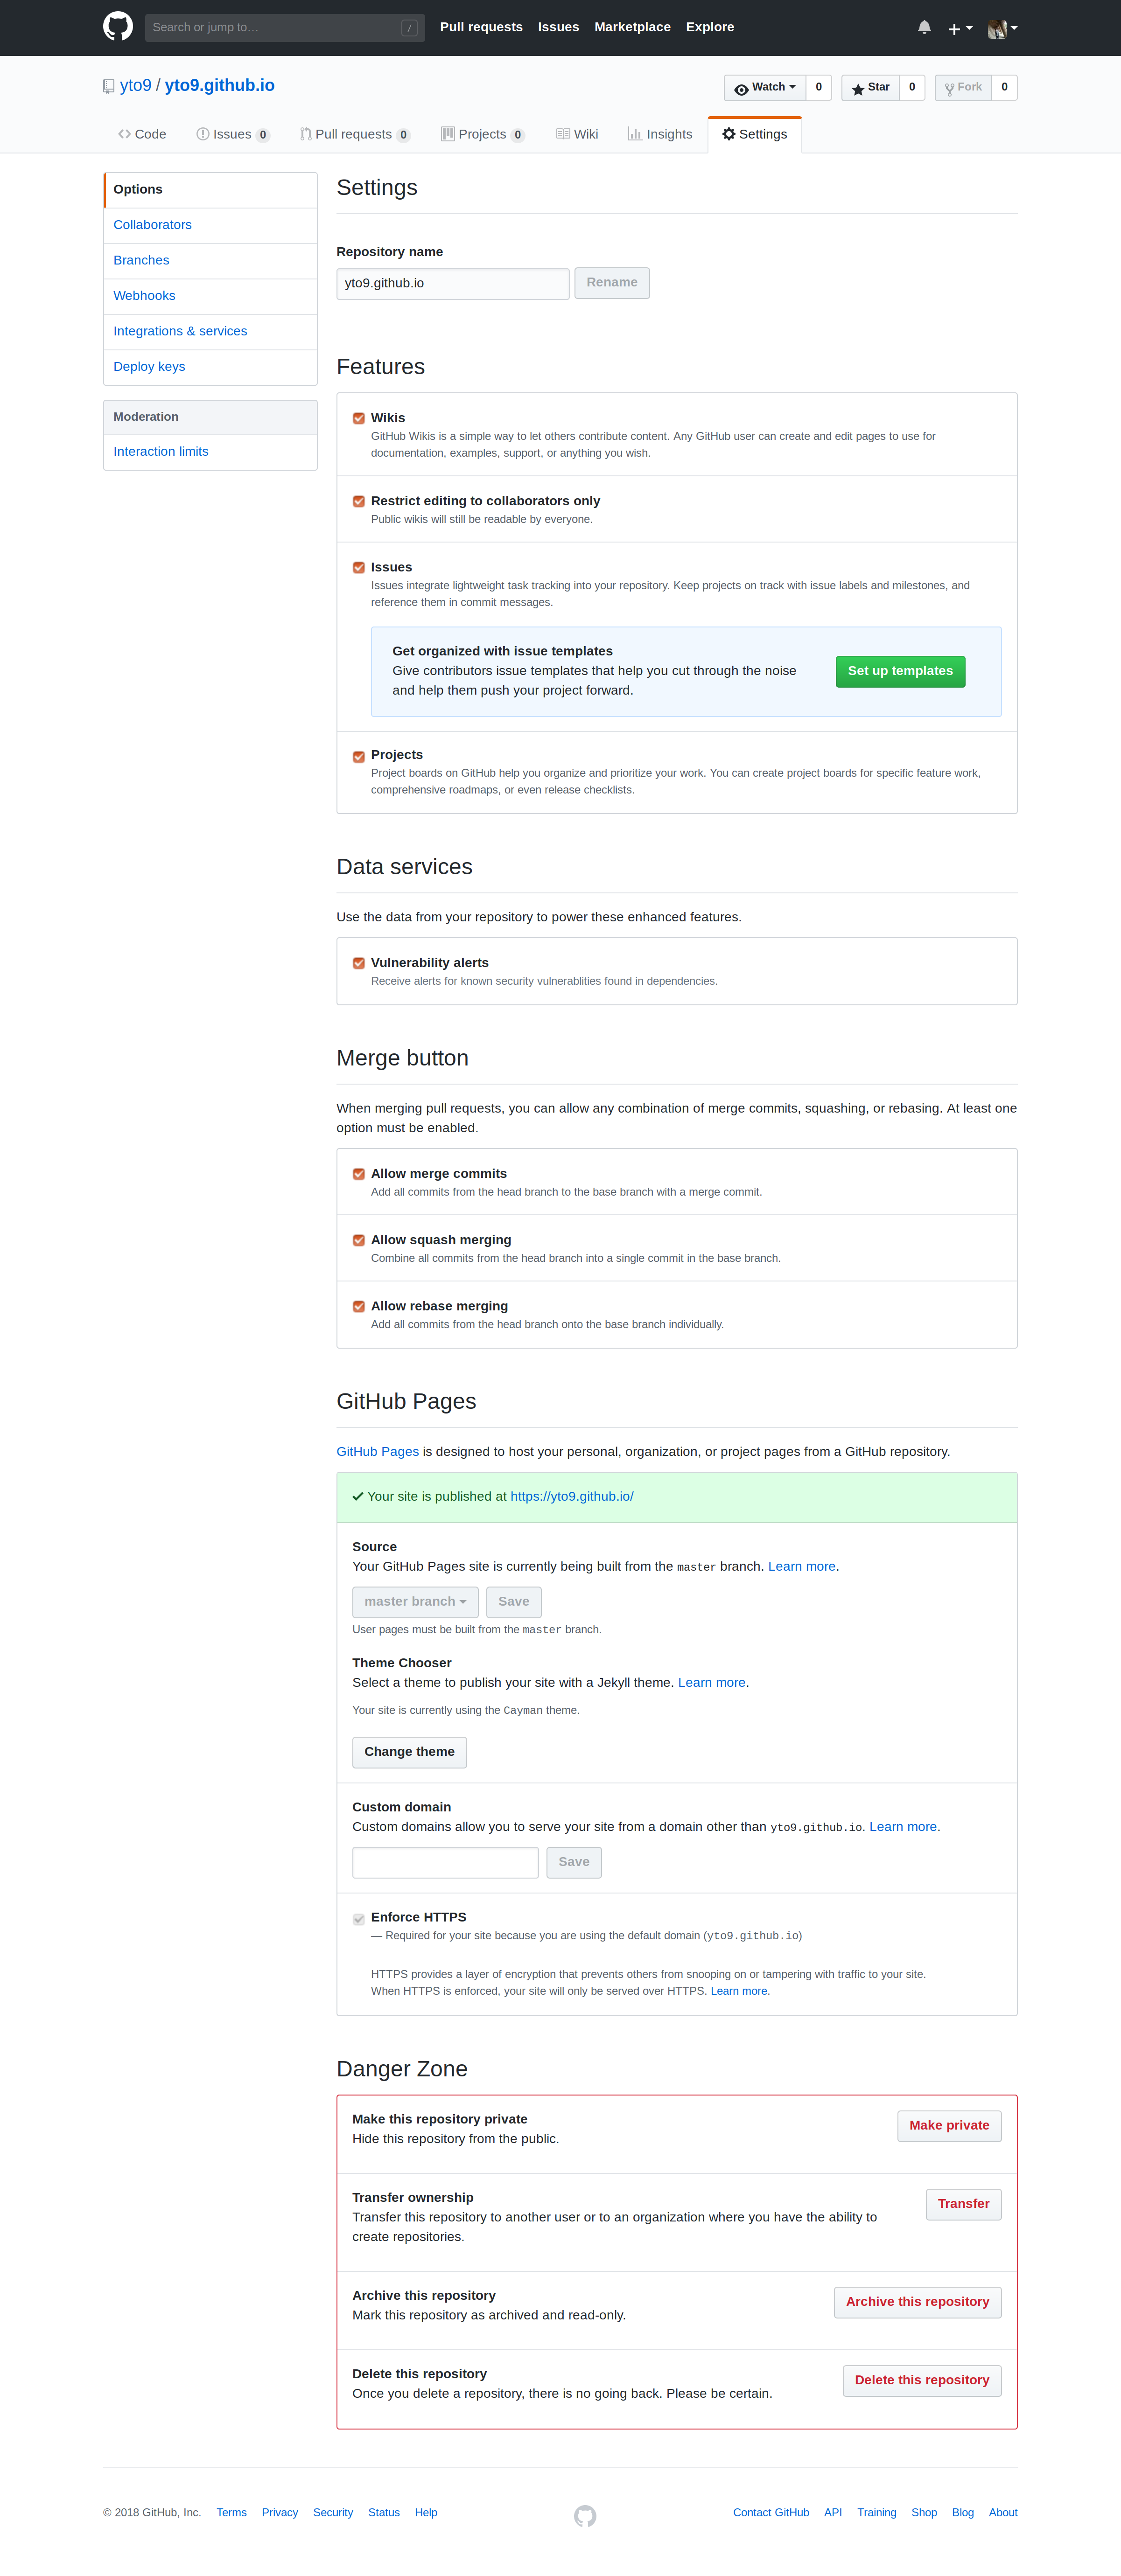 Search or jump to…
/
Pull requests Issues Marketplace Explore
yto9 / yto9.github.io
Watch 0 Star 0 Fork 0
Code Issues 0 Pull requests 0 Projects 0 Wiki Insights Settings
Options
Collaborators
Branches
Webhooks
Integrations & services
Deploy keys
Moderation
Interaction limits
Settings
Repository name
yto9.github.io Rename
Features
Wikis
GitHub Wikis is a simple way to let others contribute content. Any GitHub user can create and edit pages to use for
documentation, examples, support, or anything you wish.
Restrict editing to collaborators only
Public wikis will still be readable by everyone.
Issues
Issues integrate lightweight task tracking into your repository. Keep projects on track with issue labels and milestones, and
reference them in commit messages.
Get organized with issue templates
Give contributors issue templates that help you cut through the noise
and help them push your project forward.
Set up templates
Projects
Project boards on GitHub help you organize and prioritize your work. You can create project boards for specific feature work,
comprehensive roadmaps, or even release checklists.
Data services
Use the data from your repository to power these enhanced features.
Vulnerability alerts
Receive alerts for known security vulnerablities found in dependencies.
Merge button
When merging pull requests, you can allow any combination of merge commits, squashing, or rebasing. At least one
option must be enabled.
Allow merge commits
Add all commits from the head branch to the base branch with a merge commit.
Allow squash merging
Combine all commits from the head branch into a single commit in the base branch.
Allow rebase merging
Add all commits from the head branch onto the base branch individually.
GitHub Pages
GitHub Pages is designed to host your personal, organization, or project pages from a GitHub repository.
Your site is published at https://yto9.github.io/
Source
Your GitHub Pages site is currently being built from the master branch. Learn more.
master branch Save
User pages must be built from the master branch.
Theme Chooser
Select a theme to publish your site with a Jekyll theme. Learn more.
Your site is currently using the Cayman theme.
Change theme
Custom domain
Custom domains allow you to serve your site from a domain other than yto9.github.io. Learn more.
Save
Enforce HTTPS
— Required for your site because you are using the default domain (yto9.github.io)
HTTPS provides a layer of encryption that prevents others from snooping on or tampering with traffic to your site.
When HTTPS is enforced, your site will only be served over HTTPS. Learn more.
Danger Zone
Make this repository private
Hide this repository from the public.
Make private
Transfer ownership
Transfer this repository to another user or to an organization where you have the ability to
create repositories.
Transfer
Archive this repository
Mark this repository as archived and read-only.
Archive this repository
Delete this repository
Once you delete a repository, there is no going back. Please be certain.
Delete this repository
© 2018 GitHub, Inc. Terms Privacy Security Status Help Contact GitHub API Training Shop Blog About